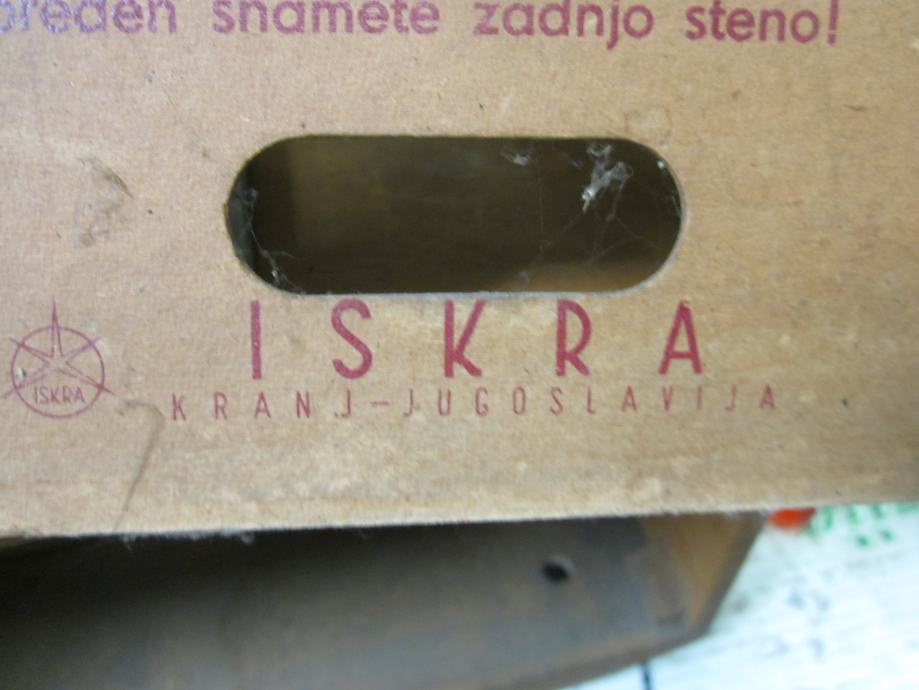 preden snamete zadnjo steno!
ISKRA
ISKRA
KRANJ-JUGOSLAVIJA